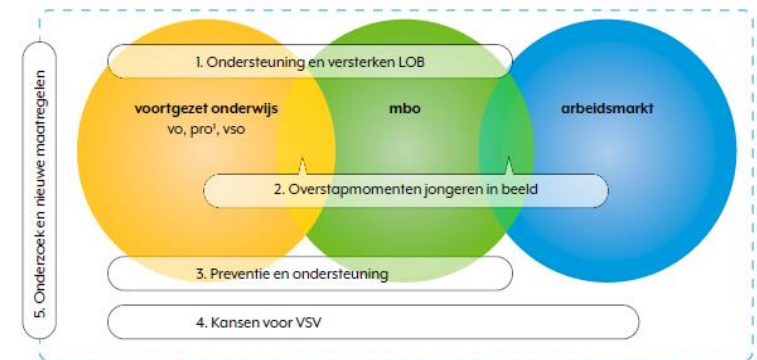 1. Ondersteuning en versterken LOB
voortgezet onderwijs
vo, pro¹, vso
mbo
arbeidsmarkt
2. Overstapmomenten jongeren in beeld
3. Preventie en ondersteuning
4. Kansen voor VSV
5. Onderzoek en nieuwe maatregelen